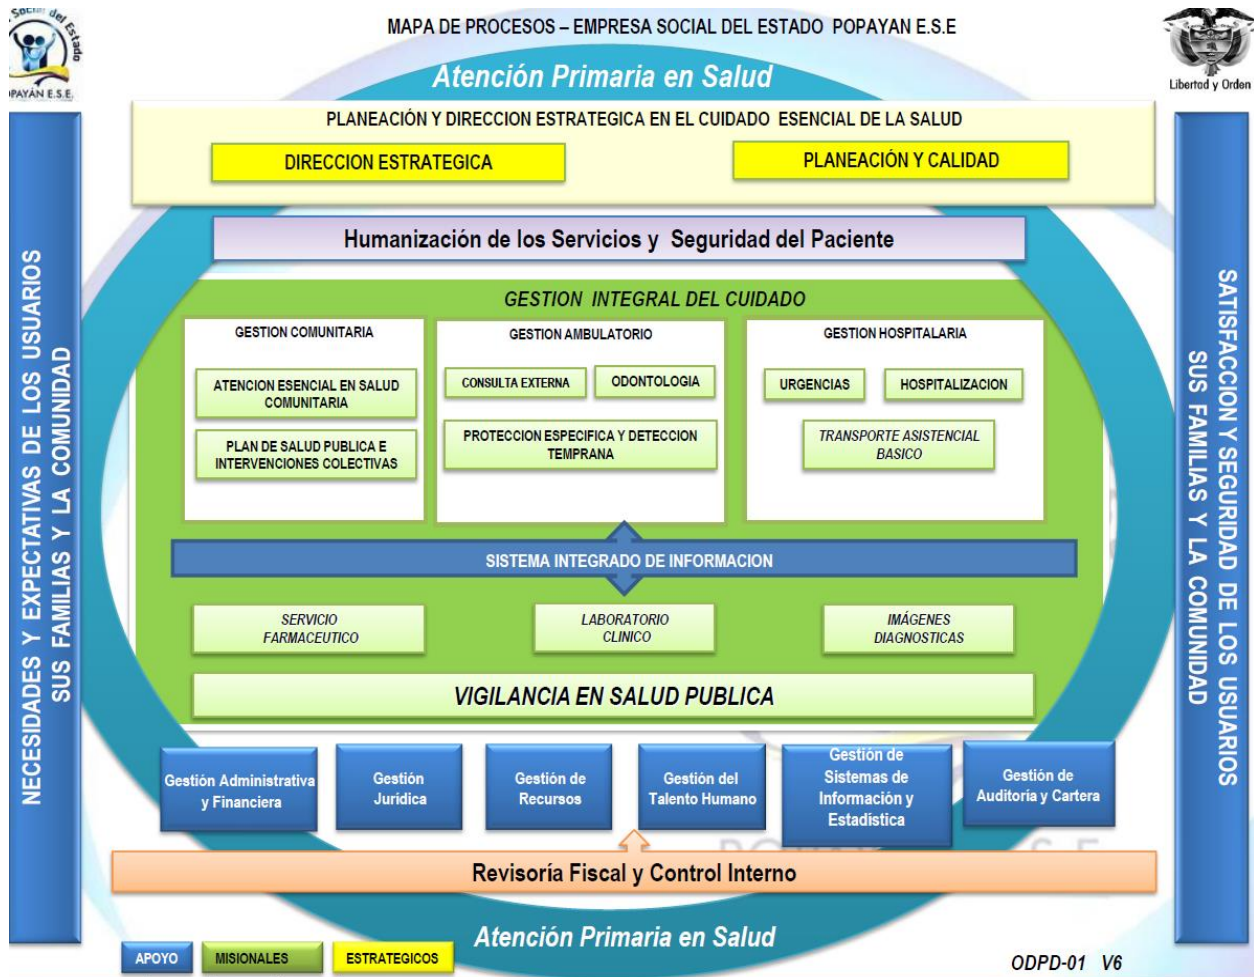 Social del Estado
POPAYÁN E.S.E.
MAPA DE PROCESOS – EMPRESA SOCIAL DEL ESTADO POPAYAN E.S.E
Libertad y Orden
Atención Primaria en Salud
PLANEACIÓN Y DIRECCION ESTRATEGICA EN EL CUIDADO ESENCIAL DE LA SALUD
DIRECCION ESTRATEGICA
PLANEACIÓN Y CALIDAD
Humanización de los Servicios y Seguridad del Paciente
NECESIDADES Y EXPECTATIVAS DE LOS USUARIOS
SUS FAMILIAS Y LA COMUNIDAD
GESTION INTEGRAL DEL CUIDADO
GESTION COMUNITARIA
ATENCION ESENCIAL EN SALUD
COMUNITARIA
PLAN DE SALUD PUBLICA E
INTERVENCIONES COLECTIVAS
GESTION AMBULATORIO
CONSULTA EXTERNA
ODONTOLOGIA
PROTECCION ESPECIFICA Y DETECCION
TEMPRANA
GESTION HOSPITALARIA
URGENCIAS
HOSPITALIZACION
TRANSPORTE ASISTENCIAL
BASICO
SISTEMA INTEGRADO DE INFORMACION
SERVICIO
FARMACEUTICO
LABORATORIO
CLINICO
IMÁGENES
DIAGNOSTICAS
VIGILANCIA EN SALUD PUBLICA
SATISFACCION Y SEGURIDAD DE LOS USUARIOS
SUS FAMILIAS Y LA COMUNIDAD
Gestión Administrativa
y Financiera
Gestión
Jurídica
Gestión de
Recursos
Gestión del
Talento Humano
Gestión de
Sistemas de
Información y
Estadística
Gestión de
Auditoría y Cartera
Revisoría Fiscal y Control Interno
Atención Primaria en Salud
APOYO
MISIONALES
ESTRATEGICOS
ODPD-01 V6